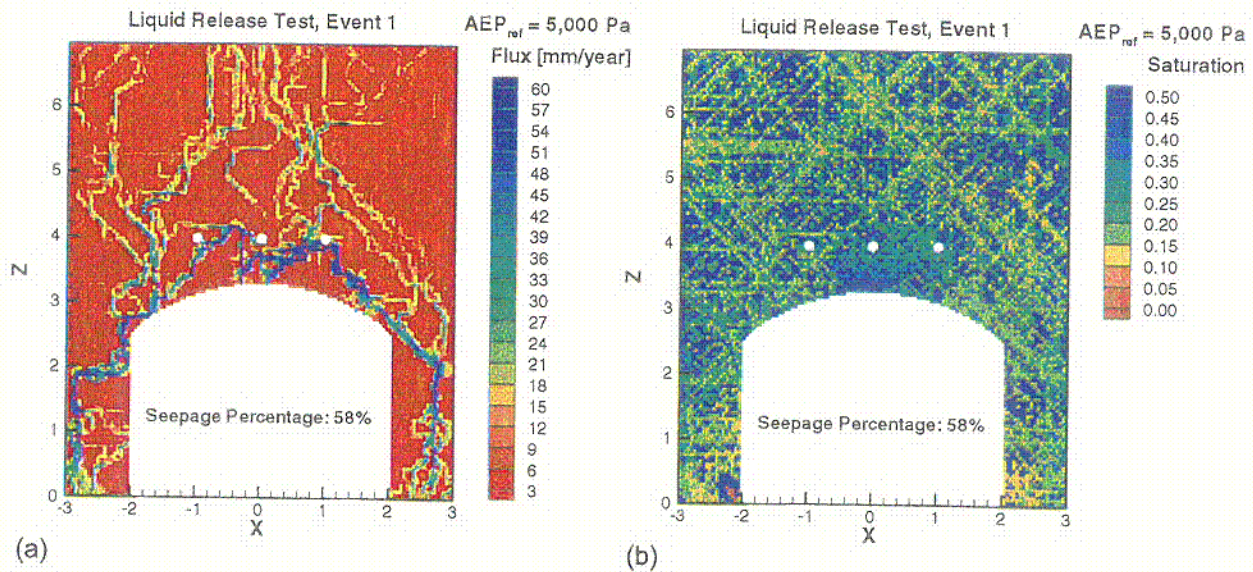 Liquid Release Test, Event 1
AEPref = 5,000 Pa
Flux [mm/year]
60
57
54
51
48
45
42
39
36
33
30
27
24
21
18
15
12
9
6
3
6
5
4
3
2
1
0
Z
Seepage Percentage: 58%
-3 -2 -1 0 1 2 3
X
(a)
Liquid Release Test, Event 1
AEPref = 5,000 Pa
Saturation
0.50
0.45
0.40
0.35
0.30
0.25
0.20
0.15
0.10
0.05
0.00
6
5
4
3
2
1
0
Z
Seepage Percentage: 58%
-3 -2 -1 0 1 2 3
X
(b)